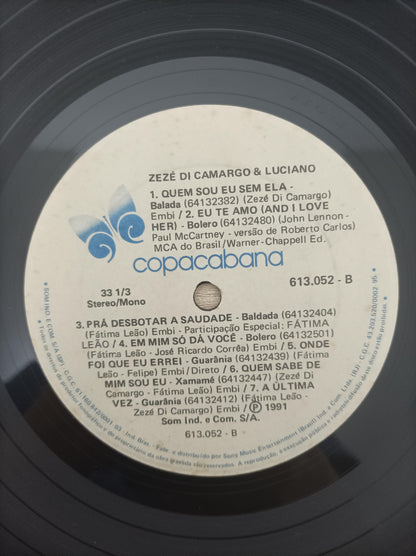 ZEZÉ DI CAMARGO & LUCIANO
1. QUEM SOU EU SEM ELA -
Balada (64132382) (Zezé Di Camargo)
Embi / 2. EU TE AMO (AND I LOVE
HER) - Bolero (64132480) (John Lennon -
Paul McCartney - versão de Roberto Carlos)
MCA do Brasil/Warner-Chappell Ed.
copacabana
33 1/3
Stereo/Mono
613.052 - B
3. PRÁ DESBOTAR A SAUDADE - Baldada (64132404)
(Fátima Leão) Embi - Participação Especial: FÁTIMA
LEÃO / 4. EM MIM SÓ DÁ VOCÊ - Bolero (64132501)
(Fátima Leão - José Ricardo Corrêa) Embi / 5. ONDE
FOI QUE EU ERREI - Guarânia (64132439) (Fátima
Leão - Felipe) Embi / Direto / 6. QUEM SABE DE
MIM SOU EU - Xamamé (64132447) (Zezé Di
Camargo - Fátima Leão) Embi / 7. A ÚLTIMA
VEZ - Guarânia (64132412) (Fátima Leão -
Zezé Di Camargo) Embi / Ⓟ 1991
Som Ind. e Com. S/A.
613.052 - B